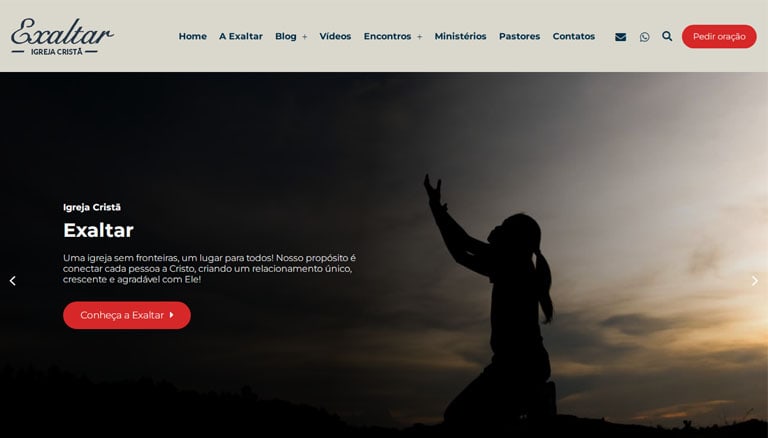 Exaltar
IGREJA CRISTÃ
Home A Exaltar Blog + Vídeos Encontros + Ministérios Pastores Contatos Pedir oração
Igreja Cristã
Exaltar
Uma igreja sem fronteiras, um lugar para todos! Nosso propósito é
conectar cada pessoa a Cristo, criando um relacionamento único,
crescente e agradável com Ele!
Conheça a Exaltar